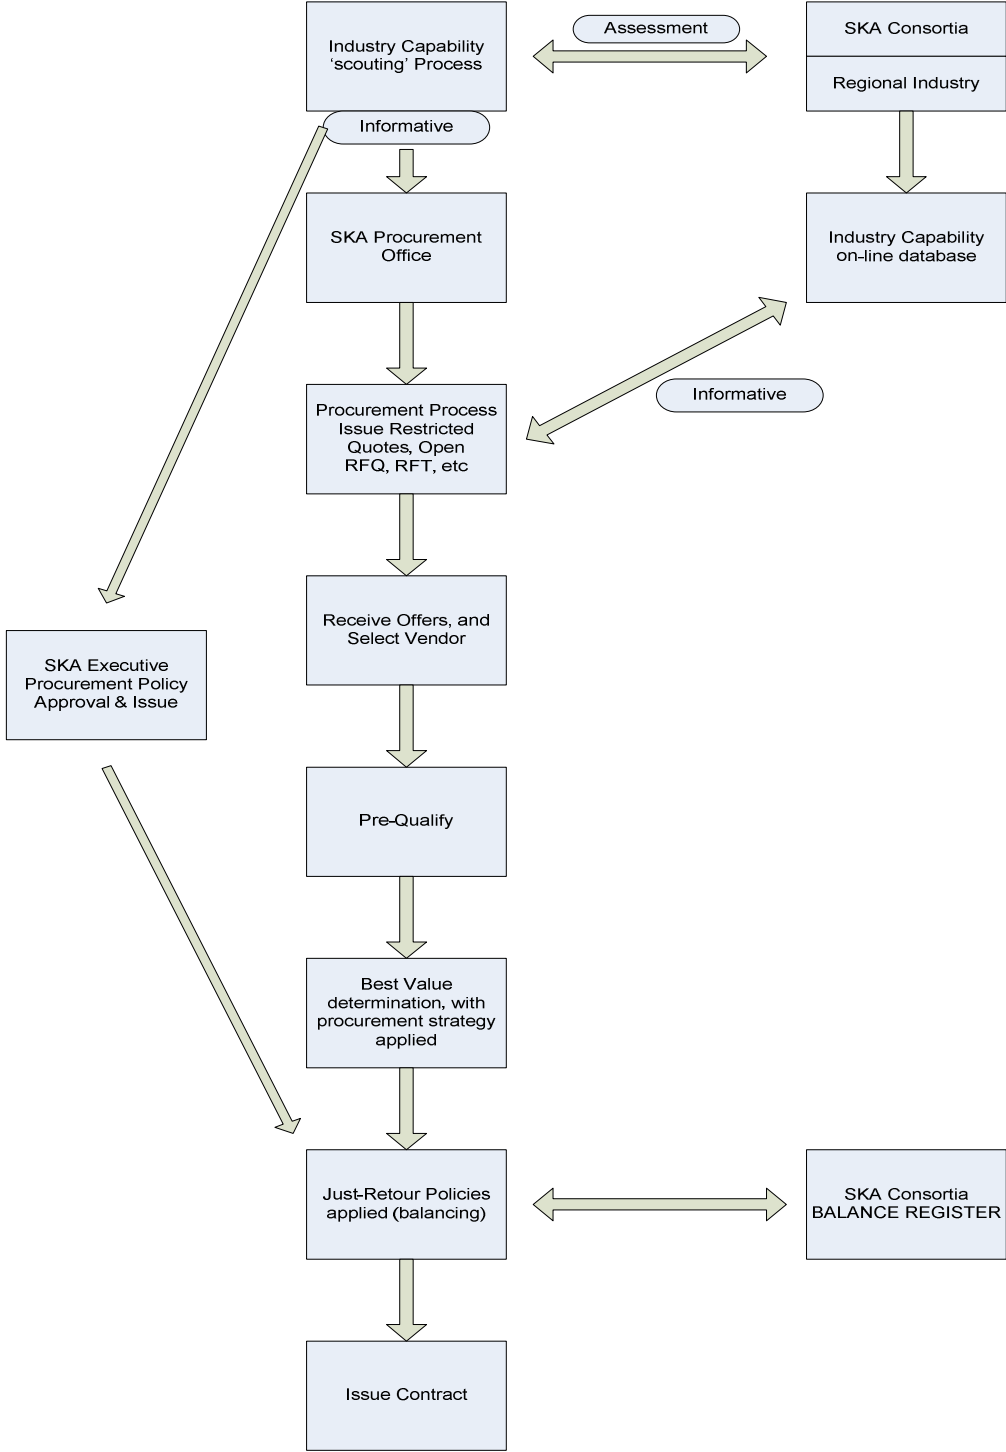 Industry Capability
‘scouting’ Process
Assessment
SKA Consortia
Regional Industry
Informative
SKA Procurement
Office
Industry Capability
on-line database
Procurement Process
Issue Restricted
Quotes, Open
RFQ, RFT, etc
Informative
Receive Offers, and
Select Vendor
SKA Executive
Procurement Policy
Approval & Issue
Pre-Qualify
Best Value
determination, with
procurement strategy
applied
Just-Retour Policies
applied (balancing)
SKA Consortia
BALANCE REGISTER
Issue Contract